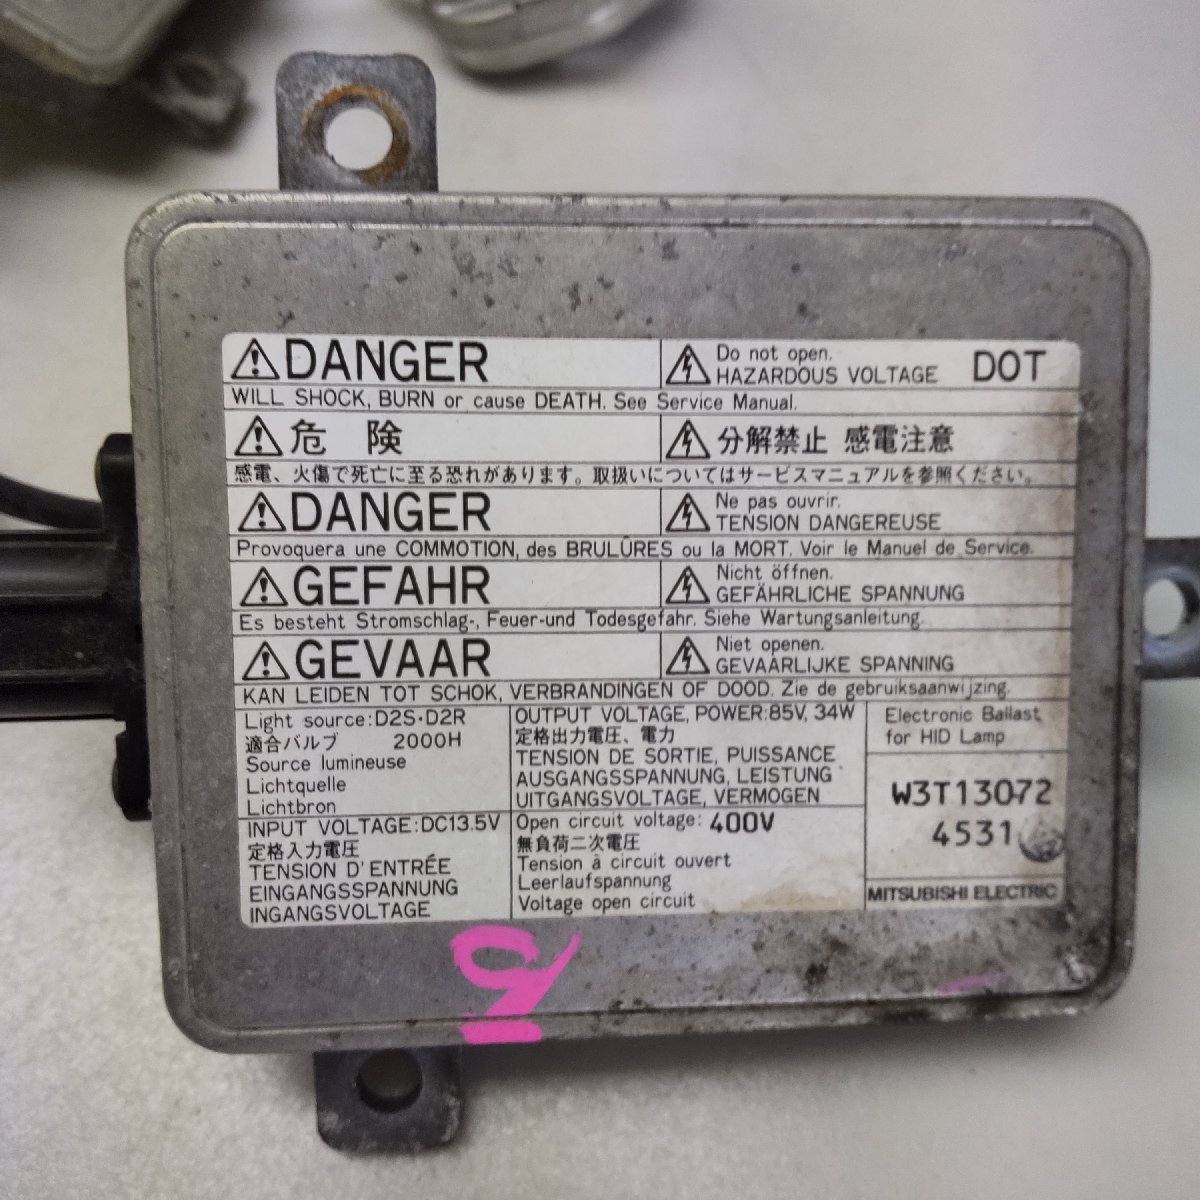 ⚠DANGER
Do not open.
HAZARDOUS VOLTAGE
DOT
WILL SHOCK, BURN or cause DEATH. See Service Manual.
⚠危 険
分解禁止 感電注意
感電、火傷で死亡に至る恐れがあります。取扱いについてはサービスマニュアルを参照ください。
⚠DANGER
Ne pas ouvrir.
TENSION DANGEREUSE
Provoquera une COMMOTION, des BRULÛRES ou la MORT. Voir le Manuel de Service.
⚠GEFAHR
Nicht öffnen.
GEFÄHRLICHE SPANNUNG
Es besteht Stromschlag-, Feuer-und Todesgefahr. Siehe Wartungsanleitung.
⚠GEVAAR
Niet openen.
GEVAARLIJKE SPANNING
KAN LEIDEN TOT SCHOK, VERBRANDINGEN OF DOOD. Zie de gebruiksaanwijzing.
Light source:D2S·D2R
適合バルブ 2000H
Source lumineuse
Lichtquelle
Lichtbron
INPUT VOLTAGE:DC13.5V
定格入力電圧
TENSION D'ENTRÉE
EINGANGSSPANNUNG
INGANGSVOLTAGE
OUTPUT VOLTAGE, POWER:85V, 34W
定格出力電圧、電力
TENSION DE SORTIE, PUISSANCE
AUSGANGSSPANNUNG, LEISTUNG
UITGANGSVOLTAGE, VERMOGEN
Open circuit voltage: 400V
無負荷二次電圧
Tension à circuit ouvert
Leerlaufspannung
Voltage open circuit
Electronic Ballast
for HID Lamp
W3T13072
4531
MITSUBISHI ELECTRIC